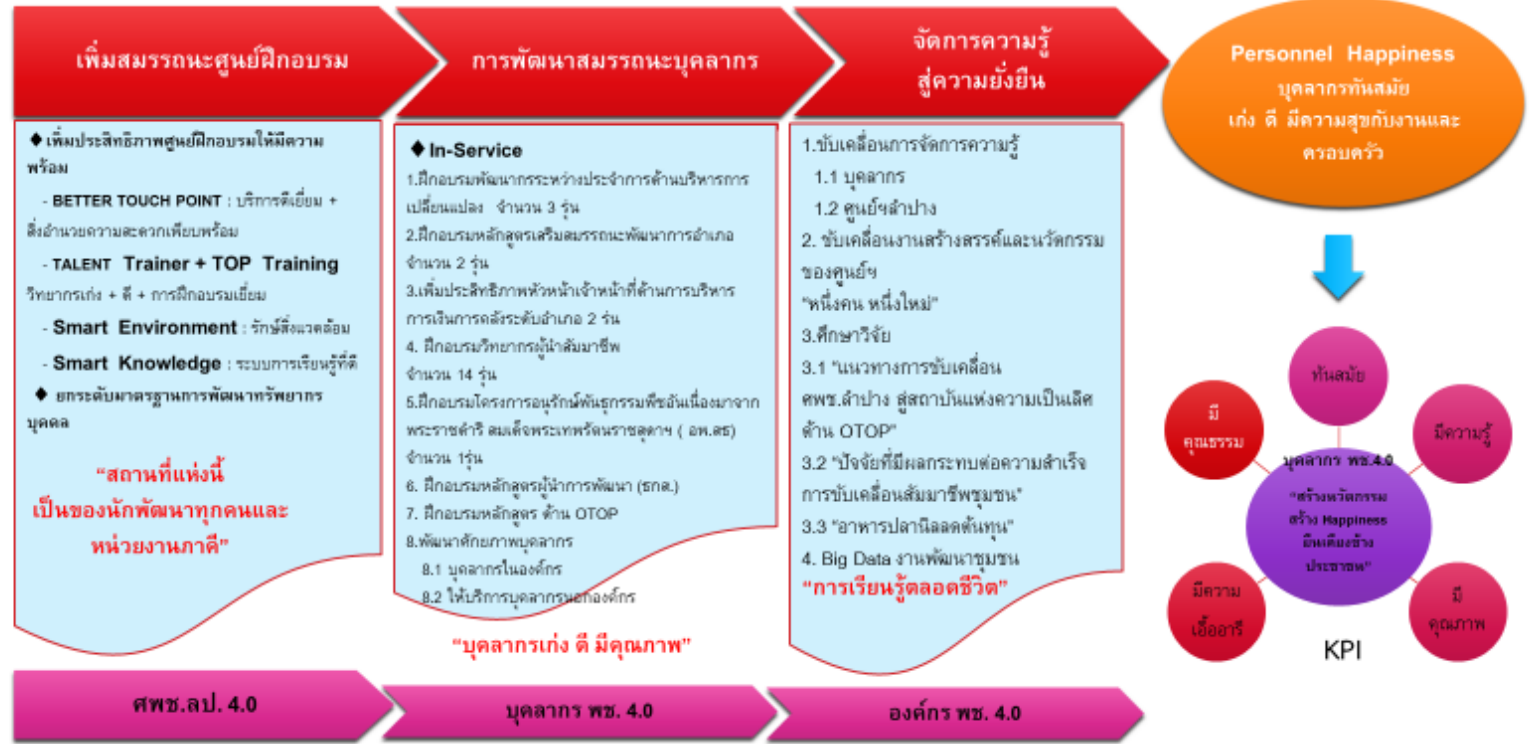 เพิ่มสมรรถนะศูนย์ฝึกอบรม
◆ เพิ่มประสิทธิภาพศูนย์ฝึกอบรมให้มีความ
พร้อม
- BETTER TOUCH POINT : บริการดีเยี่ยม +
สิ่งอำนวยความสะดวกเพียบพร้อม
- TALENT Trainer + TOP Training
วิทยากรเก่ง + ดี + การฝึกอบรมเยี่ยม
- Smart Environment : รักษ์สิ่งแวดล้อม
- Smart Knowledge : ระบบการเรียนรู้ที่ดี
◆ ยกระดับมาตรฐานการพัฒนาทรัพยากร
บุคคล
“สถานที่แห่งนี้
เป็นของนักพัฒนาทุกคนและ
หน่วยงานภาคี”
ศพช.ลป. 4.0
การพัฒนาสมรรถนะบุคลากร
◆ In-Service
1.ฝึกอบรมพัฒนากรระหว่างประจำการด้านบริหารการ
เปลี่ยนแปลง จำนวน 3 รุ่น
2.ฝึกอบรมหลักสูตรเสริมสมรรถนะพัฒนาการอำเภอ
จำนวน 2 รุ่น
3.เพิ่มประสิทธิภาพหัวหน้าเจ้าหน้าที่ด้านการบริหาร
การเงินการคลังระดับอำเภอ 2 รุ่น
4. ฝึกอบรมวิทยากรผู้นำสัมมาชีพ
จำนวน 14 รุ่น
5.ฝึกอบรมโครงการอนุรักษ์พันธุกรรมพืชอันเนื่องมาจาก
พระราชดำริ สมเด็จพระเทพรัตนราชสุดาฯ ( อพ.สธ)
จำนวน 1รุ่น
6. ฝึกอบรมหลักสูตรผู้นำการพัฒนา (ธกส.)
7. ฝึกอบรมหลักสูตร ด้าน OTOP
8.พัฒนาศักยภาพบุคลากร
8.1 บุคลากรในองค์กร
8.2 ให้บริการบุคลากรนอกองค์กร
“บุคลากรเก่ง ดี มีคุณภาพ”
บุคลากร พช. 4.0
จัดการความรู้
สู่ความยั่งยืน
1.ขับเคลื่อนการจัดการความรู้
1.1 บุคลากร
1.2 ศูนย์ฯลำปาง
2. ขับเคลื่อนงานสร้างสรรค์และนวัตกรรม
ของศูนย์ฯ
“หนึ่งคน หนึ่งใหม่”
3.ศึกษาวิจัย
3.1 “แนวทางการขับเคลื่อน
ศพช.ลำปาง สู่สถาบันแห่งความเป็นเลิศ
ด้าน OTOP”
3.2 “ปัจจัยที่มีผลกระทบต่อความสำเร็จ
การขับเคลื่อนสัมมาชีพชุมชน”
3.3 “อาหารปลานิลลดต้นทุน”
4. Big Data งานพัฒนาชุมชน
“การเรียนรู้ตลอดชีวิต”
องค์กร พช. 4.0
Personnel Happiness
บุคลากรทันสมัย
เก่ง ดี มีความสุขกับงานและ
ครอบครัว
ทันสมัย
มี
คุณธรรม
มีความรู้
บุคลากร พช.4.0
“สร้างนวัตกรรม
สร้าง Happiness
ยืนเคียงข้าง
ประชาชน”
มีความ
เอื้ออารี
มี
คุณภาพ
KPI